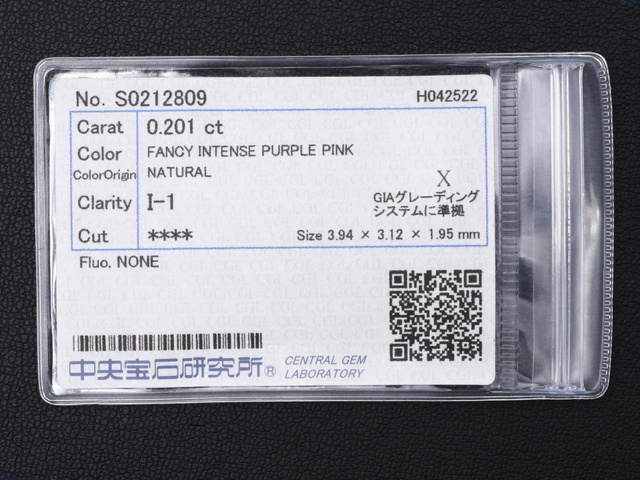 No. S0212809 H042522
Carat 0.201 ct
Color FANCY INTENSE PURPLE PINK
ColorOrigin NATURAL
X
Clarity I-1
GIAグレーディング
システムに準拠
Cut ****
Size 3.94 × 3.12 × 1.95 mm
Fluo. NONE
中央宝石研究所® CENTRAL GEM
LABORATORY